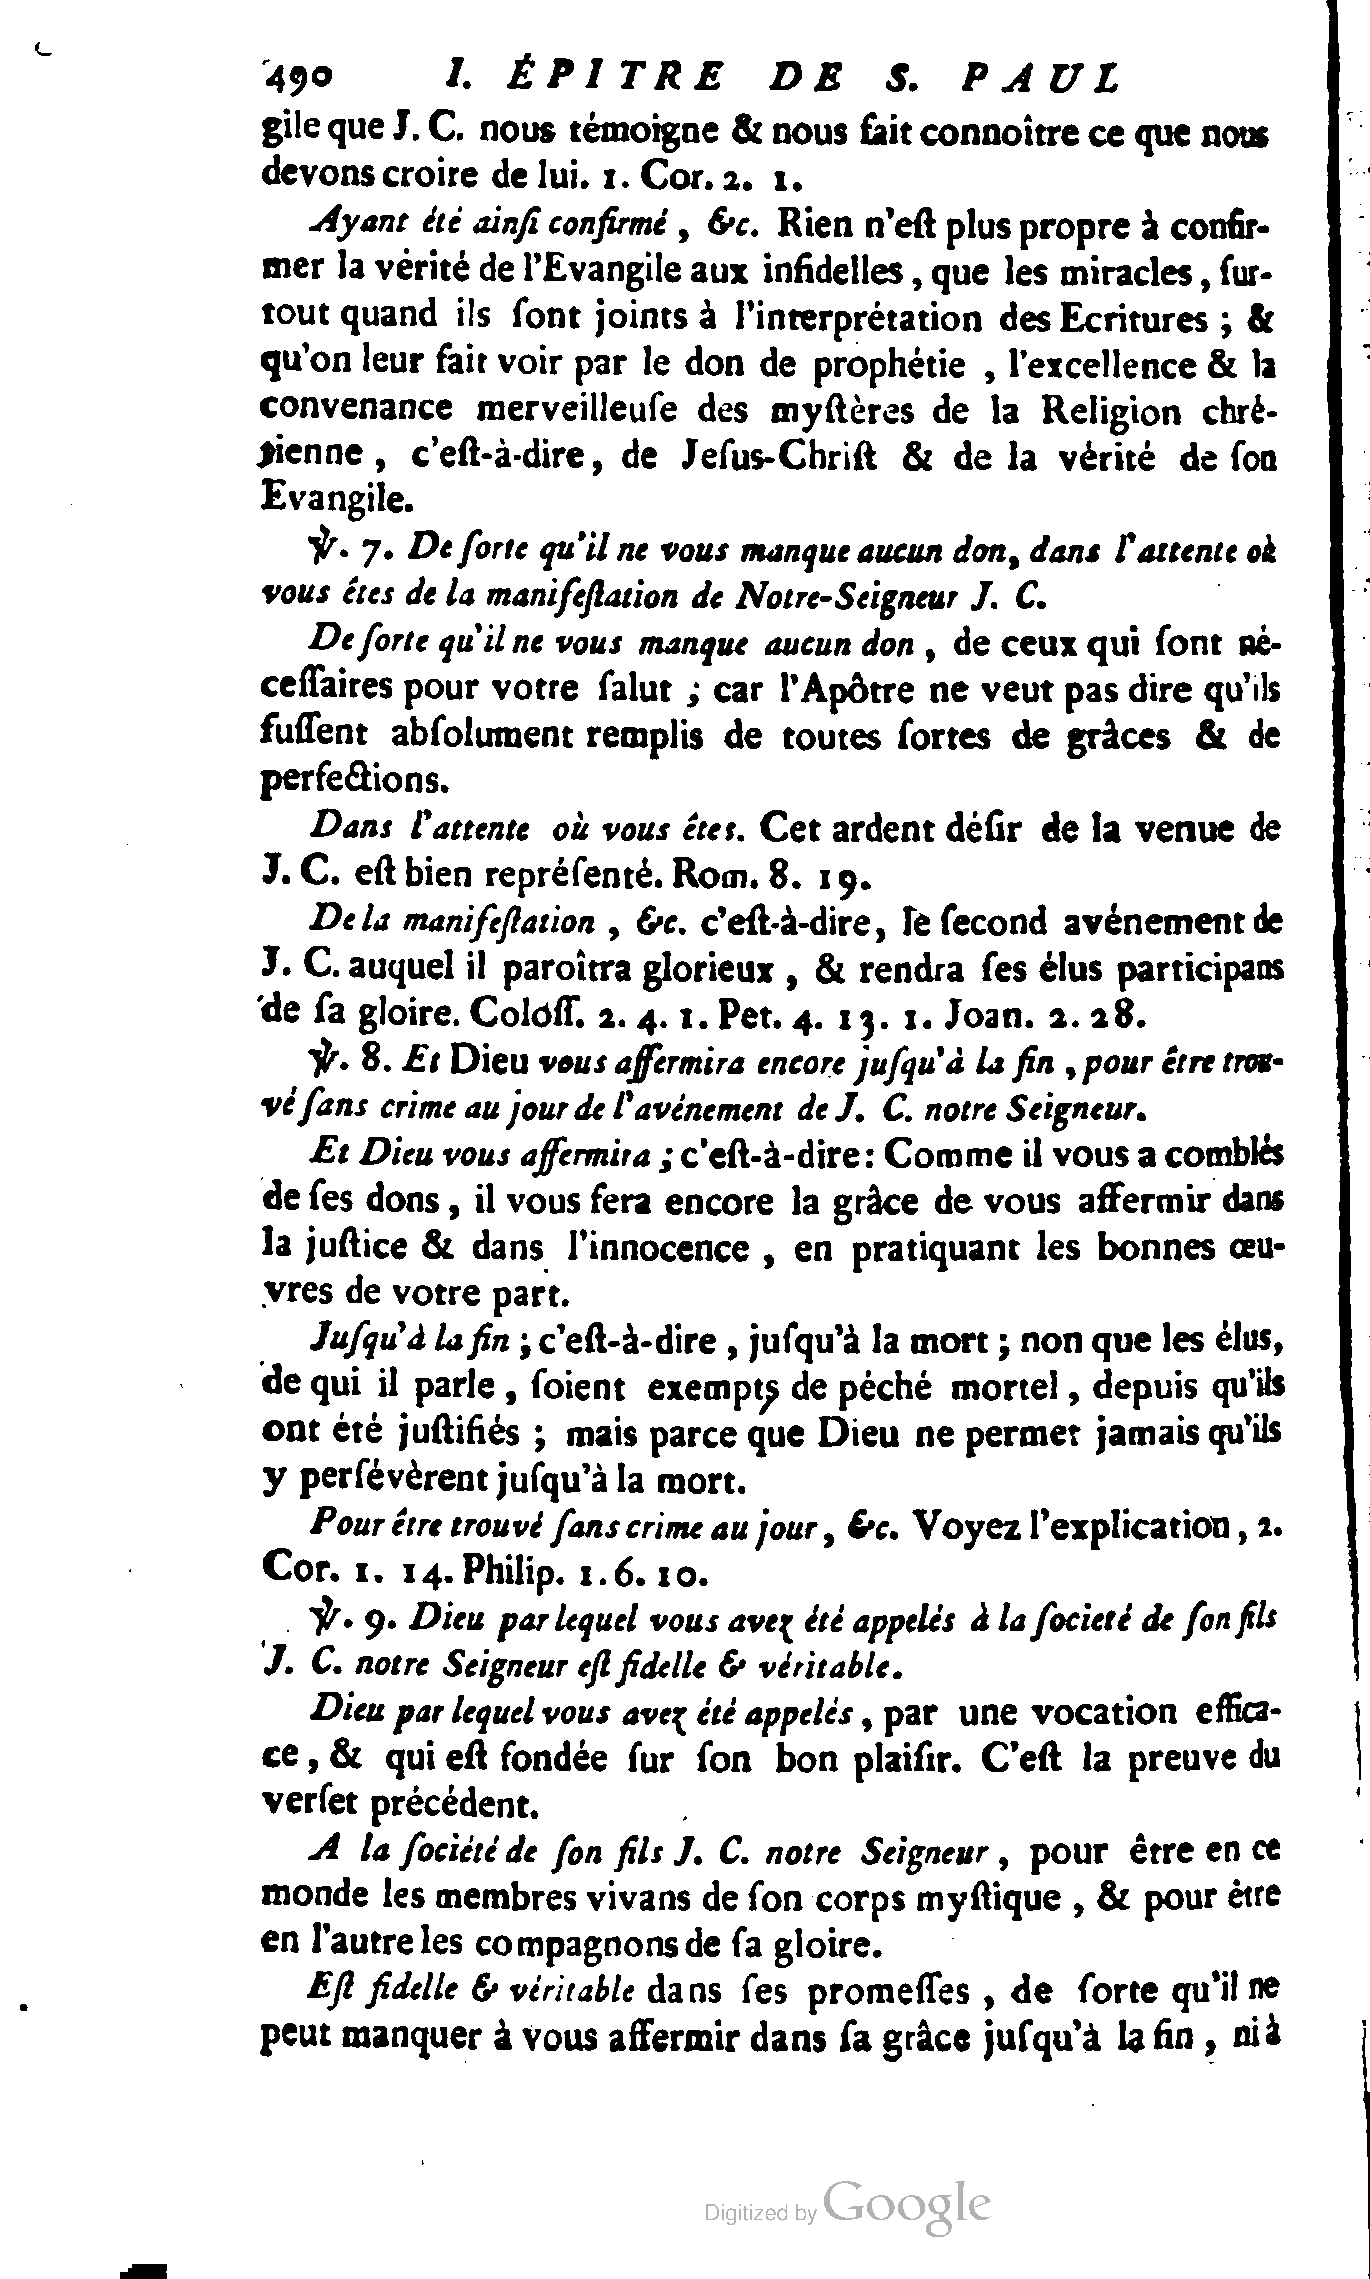 490 I. ÉPITRE DE S. PAUL
gile que J. C. nous témoigne & nous fait connoître ce que nous
devons croire de lui. 1. Cor. 2. 1.
Ayant été ainſi confirmé, &c. Rien n'eſt plus propre à confir-
mer la vérité de l'Evangile aux infidelles, que les miracles, ſur-
tout quand ils ſont joints à l'interprétation des Ecritures ; &
qu'on leur fait voir par le don de prophétie, l'excellence & la
convenance merveilleuſe des myſtères de la Religion chré-
tienne, c'eſt-à-dire, de Jeſus-Chriſt & de la vérité de ſon
Evangile.
℣. 7. De ſorte qu'il ne vous manque aucun don, dans l'attente où
vous êtes de la manifeſtation de Notre-Seigneur J. C.
De ſorte qu'il ne vous manque aucun don, de ceux qui ſont né-
ceſſaires pour votre ſalut ; car l'Apôtre ne veut pas dire qu'ils
fuſſent abſolument remplis de toutes ſortes de grâces & de
perfections.
Dans l'attente où vous êtes. Cet ardent déſir de la venue de
J. C. eſt bien repréſenté. Rom. 8. 19.
De la manifeſtation, &c. c'eſt-à-dire, le ſecond avénement de
J. C. auquel il paroîtra glorieux, & rendra ſes élus participans
de ſa gloire. Coloſſ. 2. 4. 1. Pet. 4. 13. 1. Joan. 2. 28.
℣. 8. Et Dieu vous affermira encore juſqu'à la fin, pour être trou-
vé ſans crime au jour de l'avénement de J. C. notre Seigneur.
Et Dieu vous affermira ; c'eſt-à-dire : Comme il vous a comblés
de ſes dons, il vous fera encore la grâce de vous affermir dans
la juſtice & dans l'innocence, en pratiquant les bonnes œu-
vres de votre part.
Juſqu'à la fin ; c'eſt-à-dire, juſqu'à la mort ; non que les élus,
de qui il parle, ſoient exempts de péché mortel, depuis qu'ils
ont été juſtifiés ; mais parce que Dieu ne permet jamais qu'ils
y perſévèrent juſqu'à la mort.
Pour être trouvé ſans crime au jour, &c. Voyez l'explication, 2.
Cor. 1. 14. Philip. 1. 6. 10.
℣. 9. Dieu par lequel vous avez été appelés à la ſocieté de ſon fils
J. C. notre Seigneur eſt fidelle & véritable.
Dieu par lequel vous avez été appelés, par une vocation effica-
ce, & qui eſt fondée ſur ſon bon plaiſir. C'eſt la preuve du
verſet précédent.
A la ſociété de ſon fils J. C. notre Seigneur, pour être en ce
monde les membres vivans de ſon corps myſtique, & pour être
en l'autre les compagnons de ſa gloire.
Eſt fidelle & véritable dans ſes promeſſes, de ſorte qu'il ne
peut manquer à vous affermir dans ſa grâce juſqu'à la fin, ni à
Digitized by Google